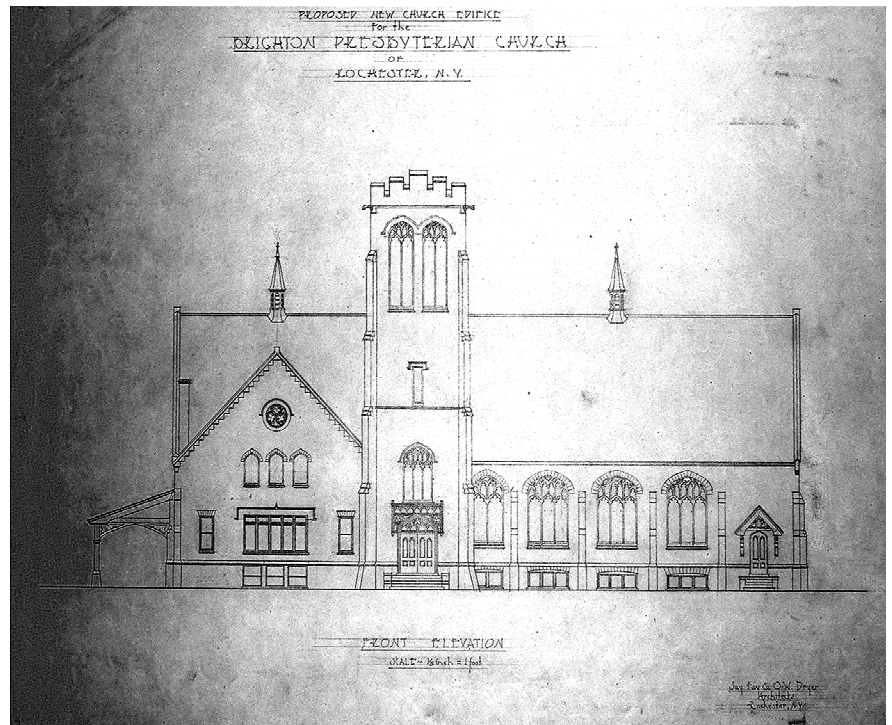 PROPOSED NEW CHURCH EDIFICE
for the
BRIGHTON PRESBYTERIAN CHURCH
OF
ROCHESTER, N.Y.
FRONT ELEVATION
SCALE ~ 1/8 inch = 1 foot
Jay Fay & O.W. Dryer
Architects
Rochester, N.Y.